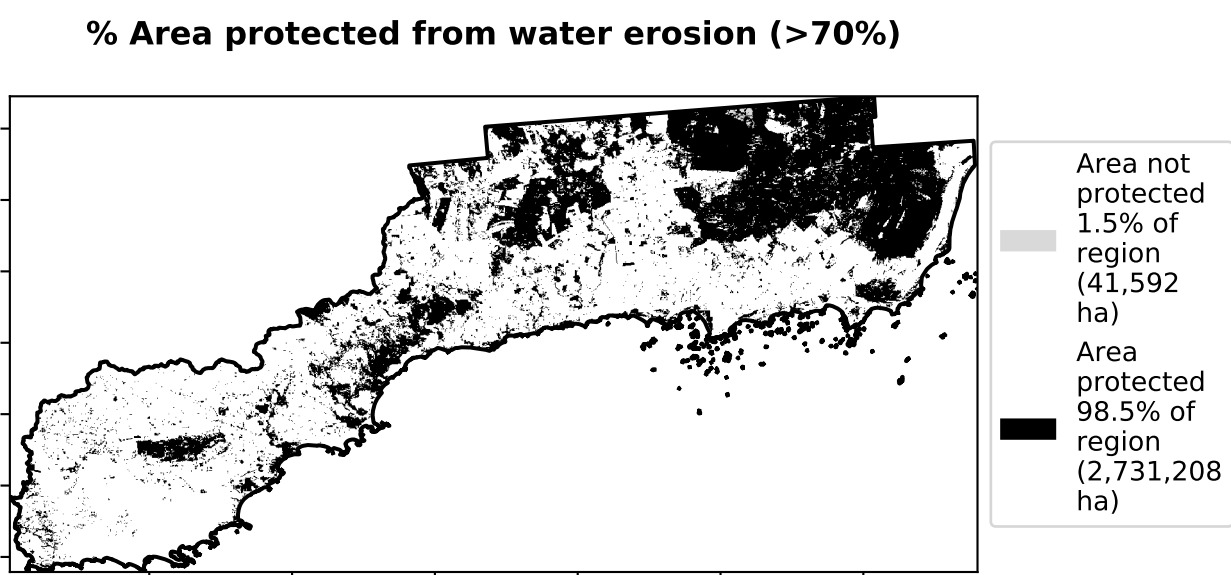 % Area protected from water erosion (>70%)
Area not
protected
1.5% of
region
(41,592
ha)
Area
protected
98.5% of
region
(2,731,208
ha)